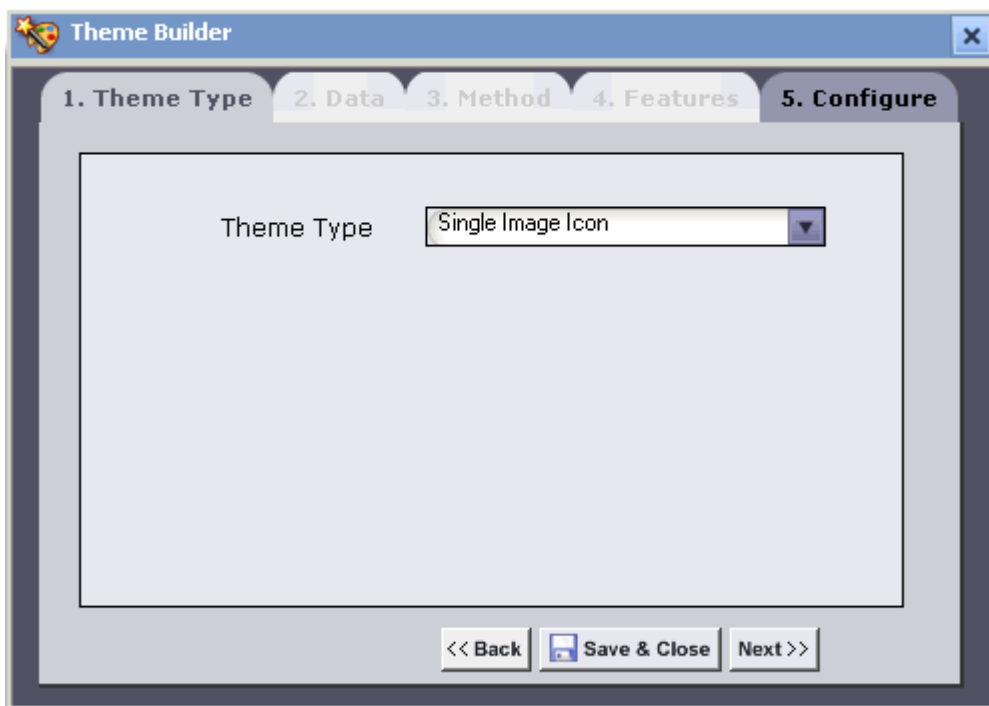 Theme Builder
1. Theme Type 2. Data 3. Method 4. Features 5. Configure
Theme Type Single Image Icon
<< Back Save & Close Next >>